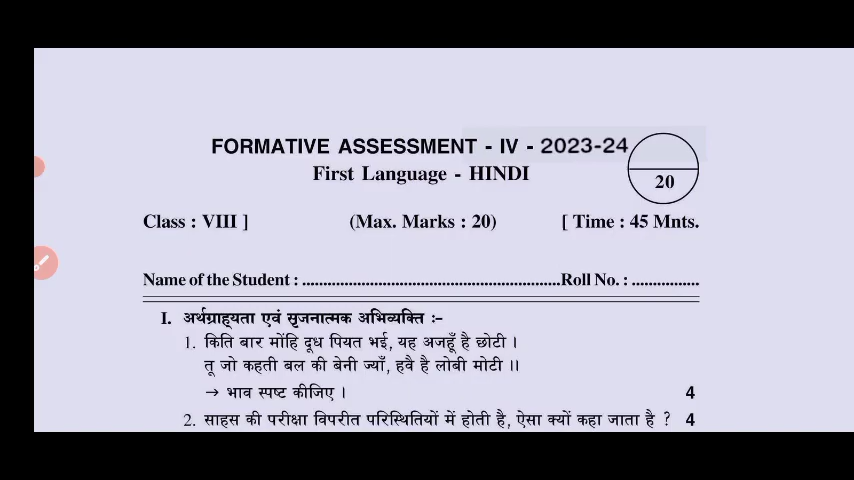 FORMATIVE ASSESSMENT - IV - 2023-24
First Language - HINDI
20
Class : VIII ] (Max. Marks : 20) [ Time : 45 Mnts.
Name of the Student : ........................................................................... Roll No. : ................
I. अर्थग्राह्यता एवं सृजनात्मक अभिव्यक्ति :-
1. किति बार मोंहि दूध पियत भई, यह अजहूँ है छोटी ।
तू जो कहती बल की बेनी ज्याँ, हवै है लोबी मोटी ।।
→ भाव स्पष्ट कीजिए । 4
2. साहस की परीक्षा विपरीत परिस्थितियों में होती है, ऐसा क्यों कहा जाता है ? 4